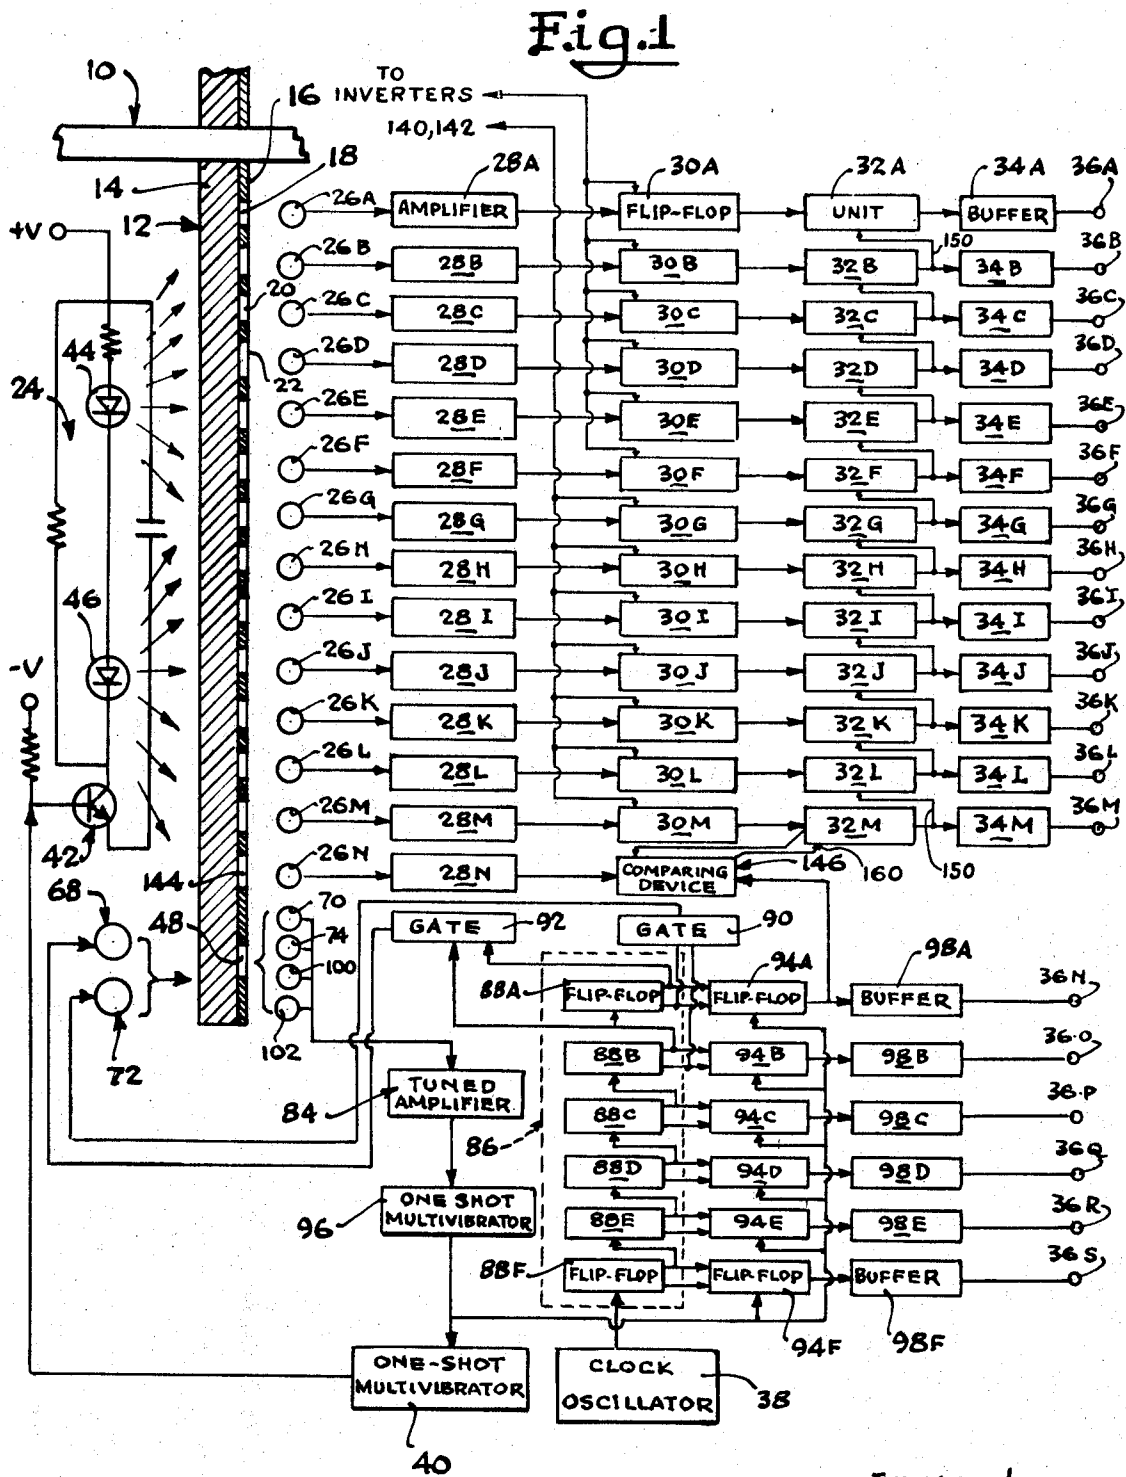 Fig.1
TO
INVERTERS
140,142
10
16
14
18
12
+V
26A
28A
AMPLIFIER
30A
FLIP-FLOP
32A
UNIT
34A
BUFFER
36A
26B
28B
30B
32B
150
34B
36B
20
26C
28C
30C
32C
34C
36C
44
22
26D
28D
30D
32D
34D
36D
24
26E
28E
30E
32E
34E
36E
26F
28F
30F
32F
34F
36F
26G
28G
30G
32G
34G
36G
26H
28H
30H
32H
34H
36H
46
26I
28I
30I
32I
34I
36I
-V
26J
28J
30J
32J
34J
36J
26K
28K
30K
32K
34K
36K
26L
28L
30L
32L
34L
36L
42
26M
28M
30M
32M
34M
36M
144
26N
28N
COMPARING
DEVICE
146
160
150
68
48
70
74
100
102
72
GATE
92
GATE
90
88A
FLIP-FLOP
94A
FLIP-FLOP
98A
BUFFER
36N
88B
94B
98B
36.O
84
TUNED
AMPLIFIER
86
88C
94C
98C
36.P
88D
94D
98D
36Q
96
ONE SHOT
MULTIVIBRATOR
88E
94E
98E
36R
88F
FLIP-FLOP
FLIP-FLOP
94F
BUFFER
98F
36S
ONE-SHOT
MULTIVIBRATOR
40
CLOCK
OSCILLATOR
38